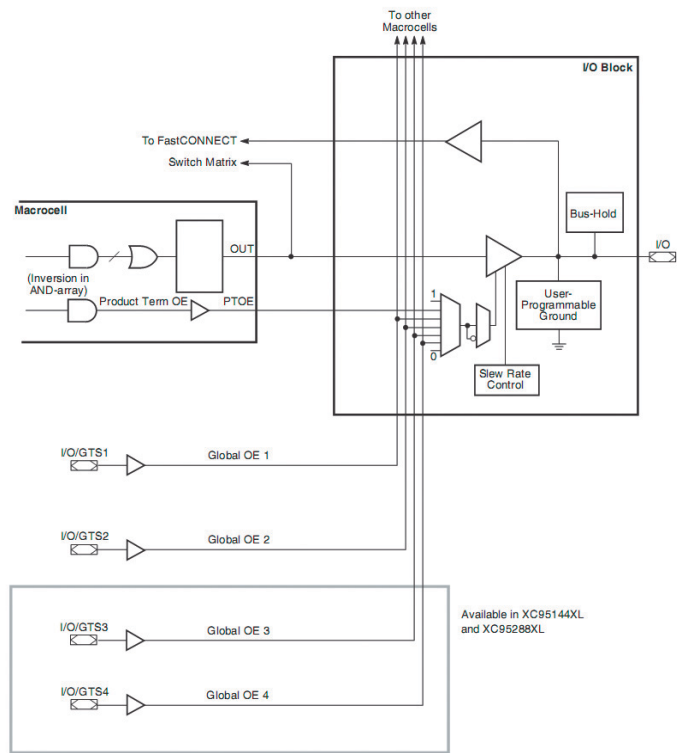 To other
Macrocells
I/O Block
To FastCONNECT
Switch Matrix
Macrocell
Bus-Hold
OUT
I/O
(Inversion in
AND-array)
Product Term OE
PTOE
1
User-
Programmable
Ground
0
Slew Rate
Control
I/O/GTS1
Global OE 1
I/O/GTS2
Global OE 2
I/O/GTS3
Global OE 3
Available in XC95144XL
and XC95288XL
I/O/GTS4
Global OE 4